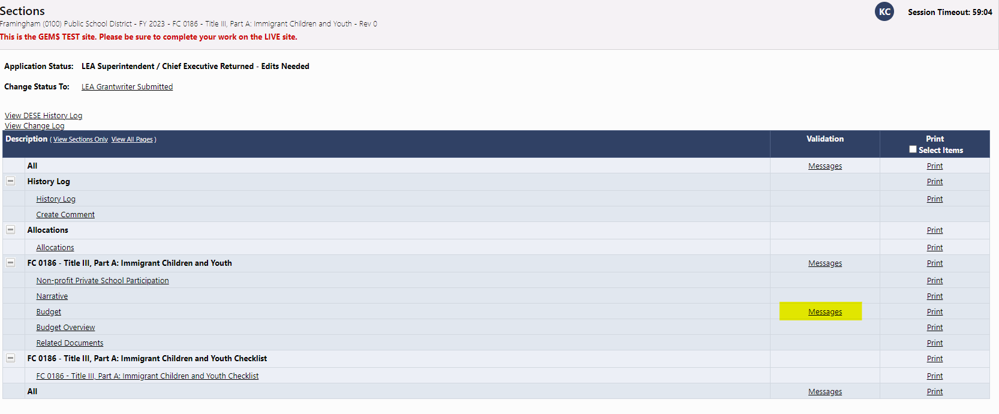 Sections
KC
Session Timeout: 59:04
Framingham (0100) Public School District - FY 2023 - FC 0186 - Title III, Part A: Immigrant Children and Youth - Rev 0
This is the GEM$ TEST site. Please be sure to complete your work on the LIVE site.
Application Status: LEA Superintendent / Chief Executive Returned - Edits Needed
Change Status To: LEA Grantwriter Submitted
View DESE History Log
View Change Log
Description ( View Sections Only View All Pages ) Validation Print
Select Items
All Messages Print
History Log Print
History Log Print
Create Comment
Allocations Print
Allocations Print
FC 0186 - Title III, Part A: Immigrant Children and Youth Messages Print
Non-profit Private School Participation Print
Narrative Print
Budget Messages Print
Budget Overview Print
Related Documents Print
FC 0186 - Title III, Part A: Immigrant Children and Youth Checklist Print
FC 0186 - Title III, Part A: Immigrant Children and Youth Checklist Print
All Messages Print